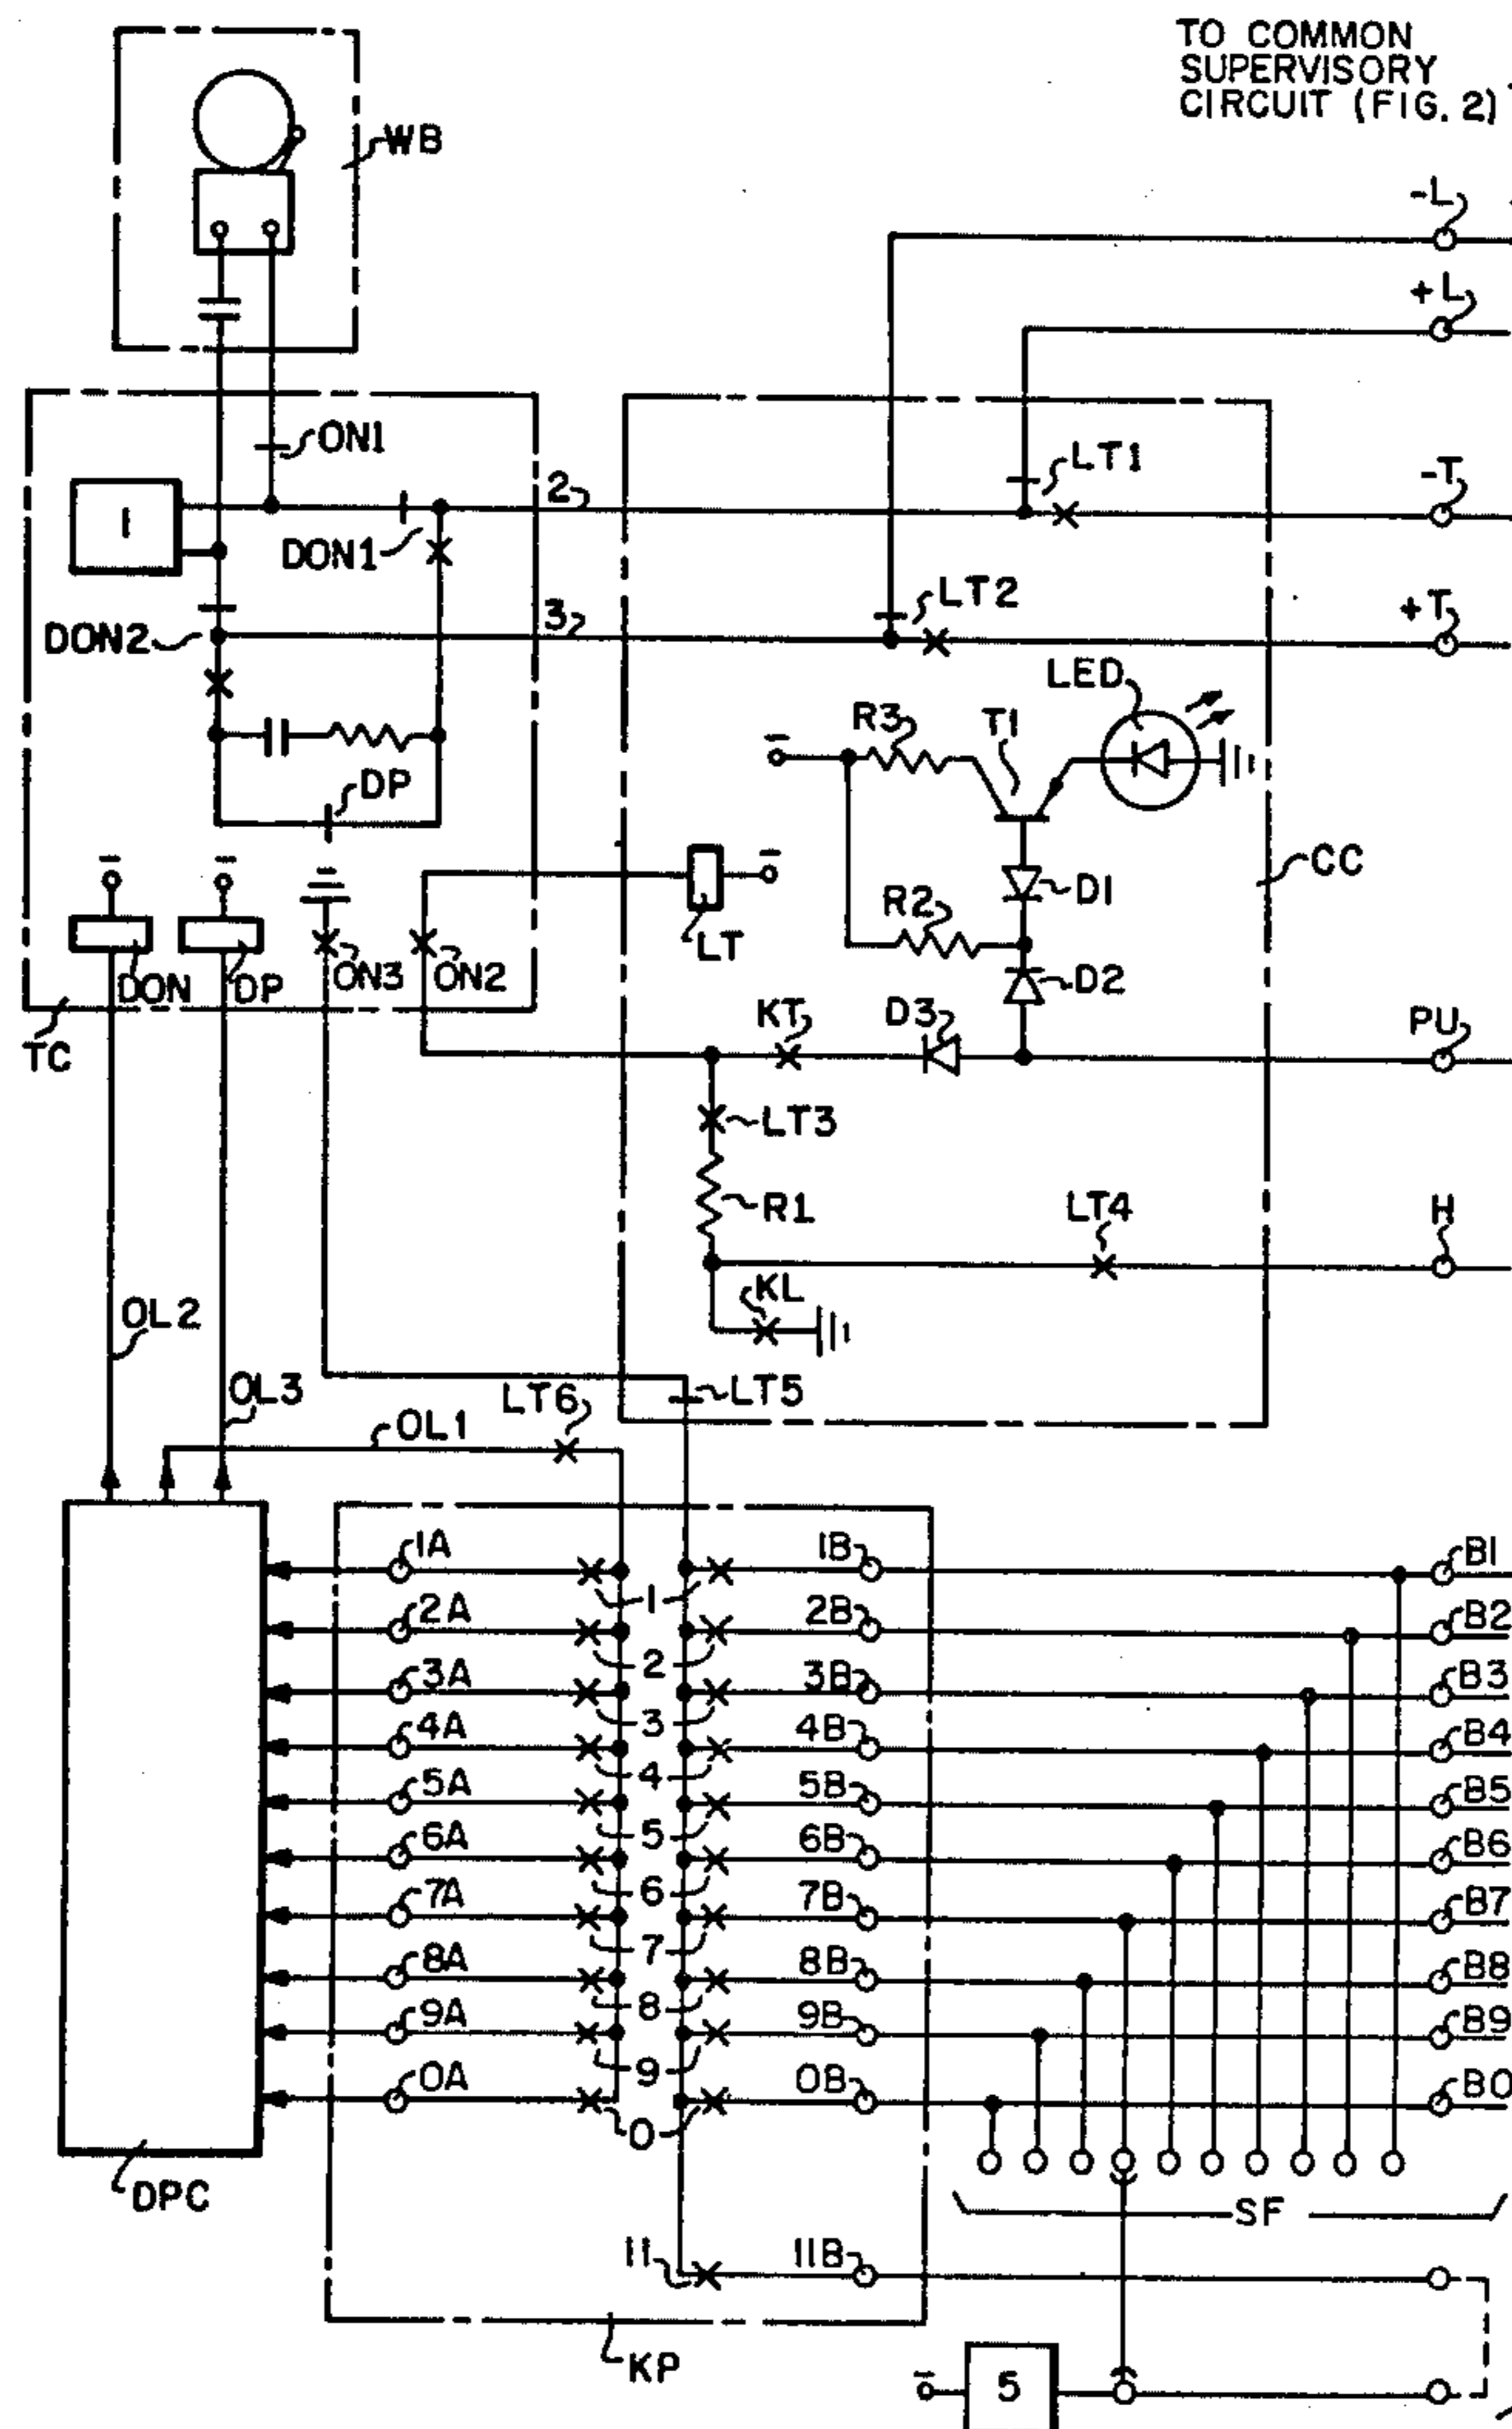 TO COMMON
SUPERVISORY
CIRCUIT (FIG. 2)
WB
-L
+L
ON1
LT1
-T
2
1
DON1
LT2
+T
3
DON2
LED
R3
T1
DP
CC
R2
D1
LT
DON
DP
ON3
ON2
D2
TC
KT
D3
PU
LT3
R1
LT4
H
KL
OL2
OL3
LT6
LT5
OL1
1A
1
1B
B1
2A
2
2B
B2
3A
3
3B
B3
4A
4
4B
B4
5A
5
5B
B5
6A
6
6B
B6
7A
7
7B
B7
8A
8
8B
B8
9A
9
9B
B9
0A
0
0B
B0
DPC
SF
11
11B
KP
5